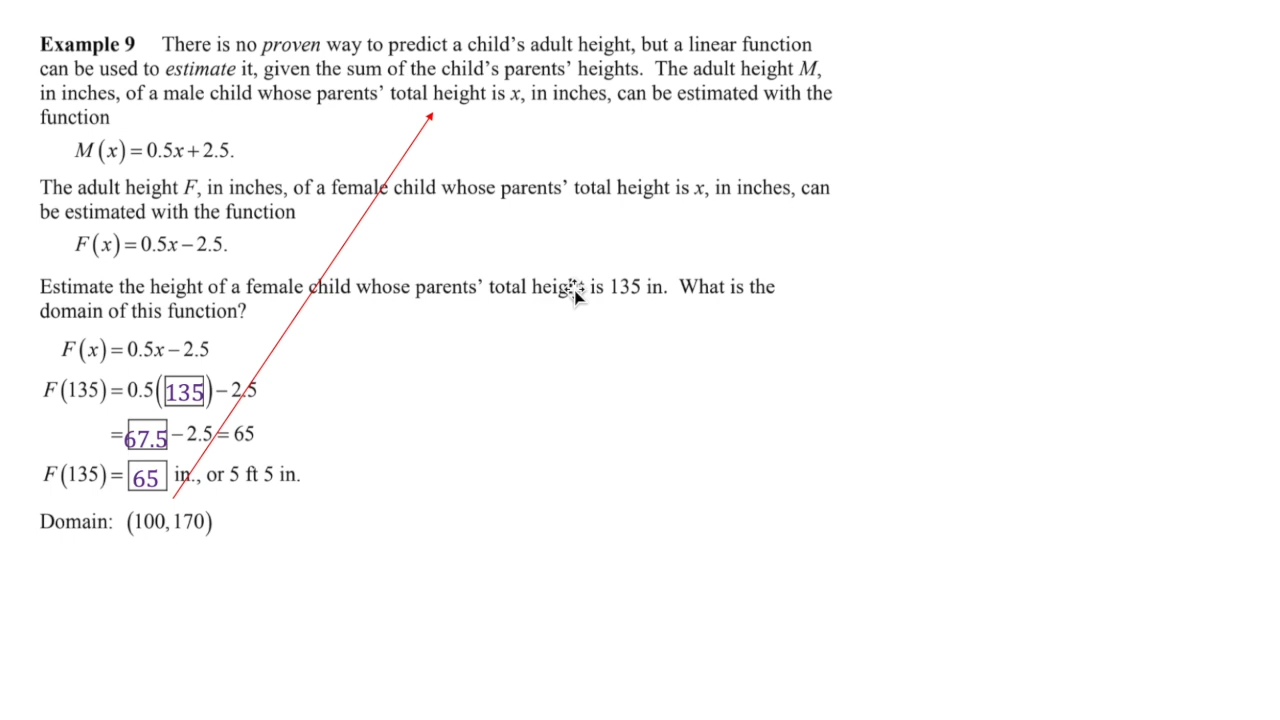 Example 9 There is no proven way to predict a child's adult height, but a linear function
can be used to estimate it, given the sum of the child's parents' heights. The adult height M,
in inches, of a male child whose parents' total height is x, in inches, can be estimated with the
function
M(x)=0.5x+2.5.
The adult height F, in inches, of a female child whose parents' total height is x, in inches, can
be estimated with the function
F(x)=0.5x−2.5.
Estimate the height of a female child whose parents' total height is 135 in. What is the
domain of this function?
F(x)=0.5x−2.5
F(135)=0.5(135)−2.5
=67.5−2.5=65
F(135)=65 in., or 5 ft 5 in.
Domain: (100,170)